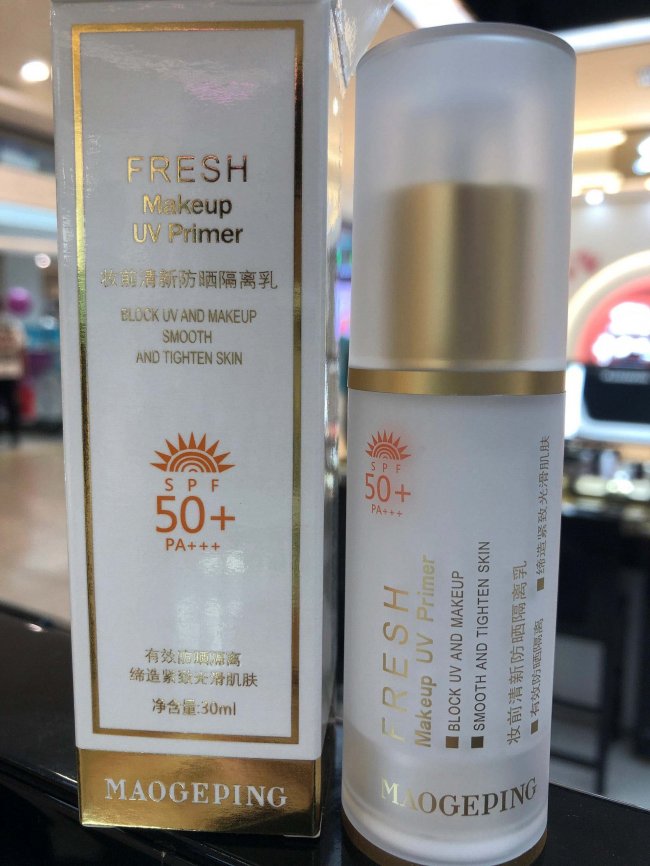 FRESH
Makeup
UV Primer
妆前清新防晒隔离乳
BLOCK UV AND MAKEUP
SMOOTH
AND TIGHTEN SKIN
SPF
50+
PA+++
有效防晒隔离
缔造紧致光滑肌肤
净含量:30ml
MAOGEPING
SPF
50+
PA+++
FRESH
Makeup UV Primer
BLOCK UV AND MAKEUP
SMOOTH AND TIGHTEN SKIN
妆前清新防晒隔离乳
有效防晒隔离
缔造紧致光滑肌肤
MAOGEPING